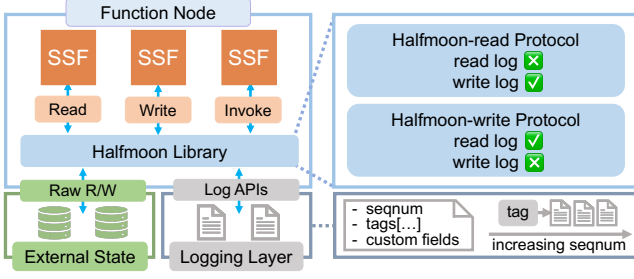 Function Node
SSF
SSF
SSF
Read
Write
Invoke
Halfmoon Library
Raw R/W
Log APIs
External State
Logging Layer
Halfmoon-read Protocol
read log ❎
write log ✅
Halfmoon-write Protocol
read log ✅
write log ❎
- seqnum
- tags[…]
- custom fields
tag
increasing seqnum